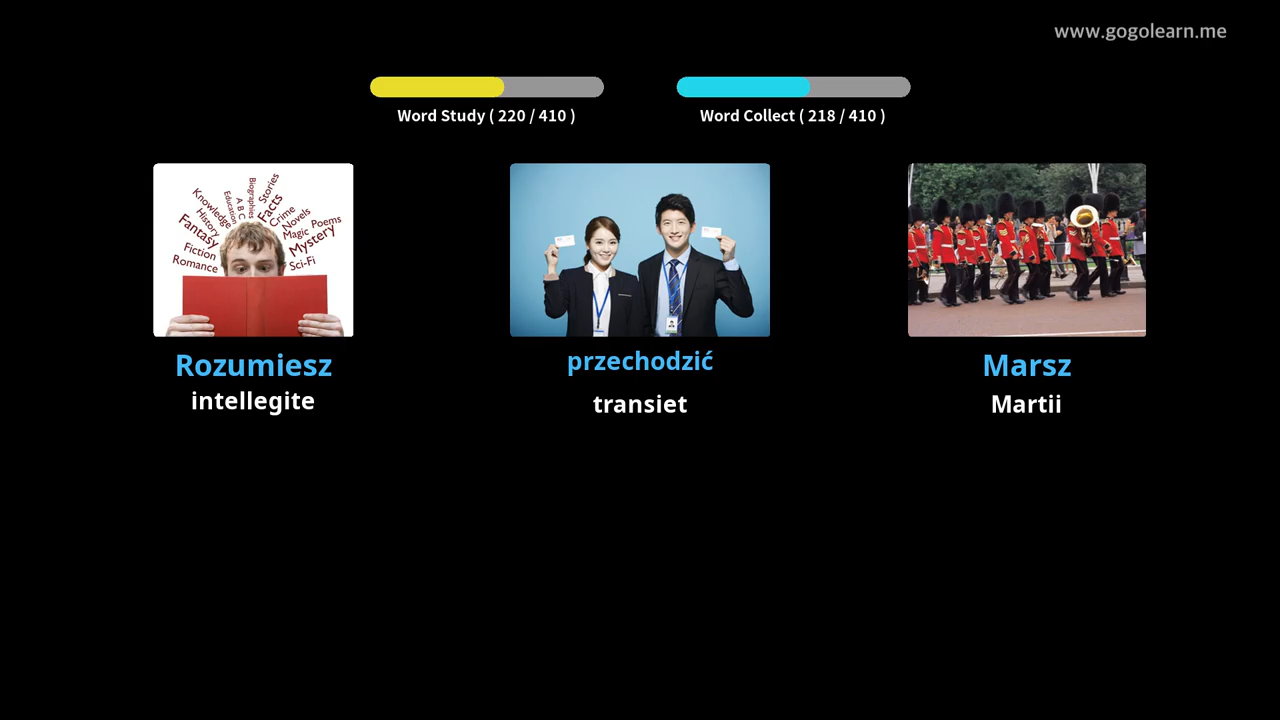 www.gogolearn.me
Word Study ( 220 / 410 )
Word Collect ( 218 / 410 )
Stories
Biographies
A B C
Education
Knowledge
History
Fantasy
Fiction
Romance
Facts
Crime
Novels
Magic
Poems
Mystery
Sci-Fi
Rozumiesz
przechodzić
Marsz
intellegite
transiet
Martii